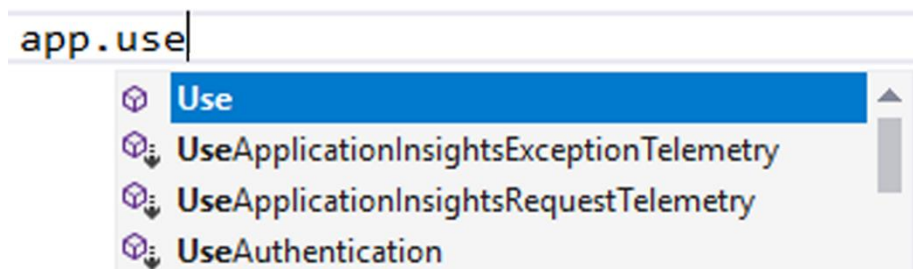 app.use
Use
UseApplicationInsightsExceptionTelemetry
UseApplicationInsightsRequestTelemetry
UseAuthentication